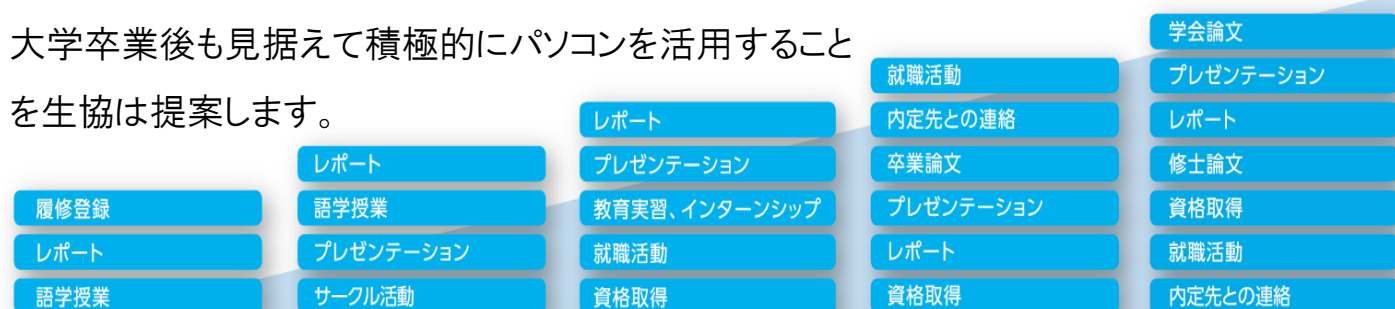 大学卒業後も見据えて積極的にパソコンを活用すること
を生協は提案します。
履修登録
レポート
語学授業
レポート
語学授業
プレゼンテーション
サークル活動
レポート
プレゼンテーション
教育実習、インターンシップ
就職活動
資格取得
就職活動
内定先との連絡
卒業論文
プレゼンテーション
レポート
資格取得
学会論文
プレゼンテーション
レポート
修士論文
資格取得
就職活動
内定先との連絡